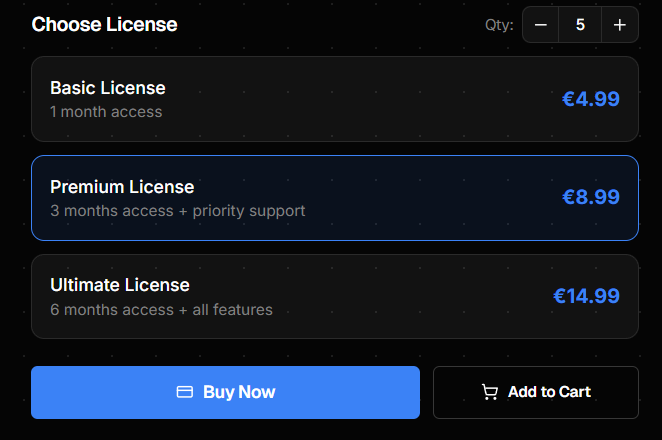 Choose License
Qty: − 5 +
Basic License
1 month access
€4.99
Premium License
3 months access + priority support
€8.99
Ultimate License
6 months access + all features
€14.99
Buy Now
Add to Cart